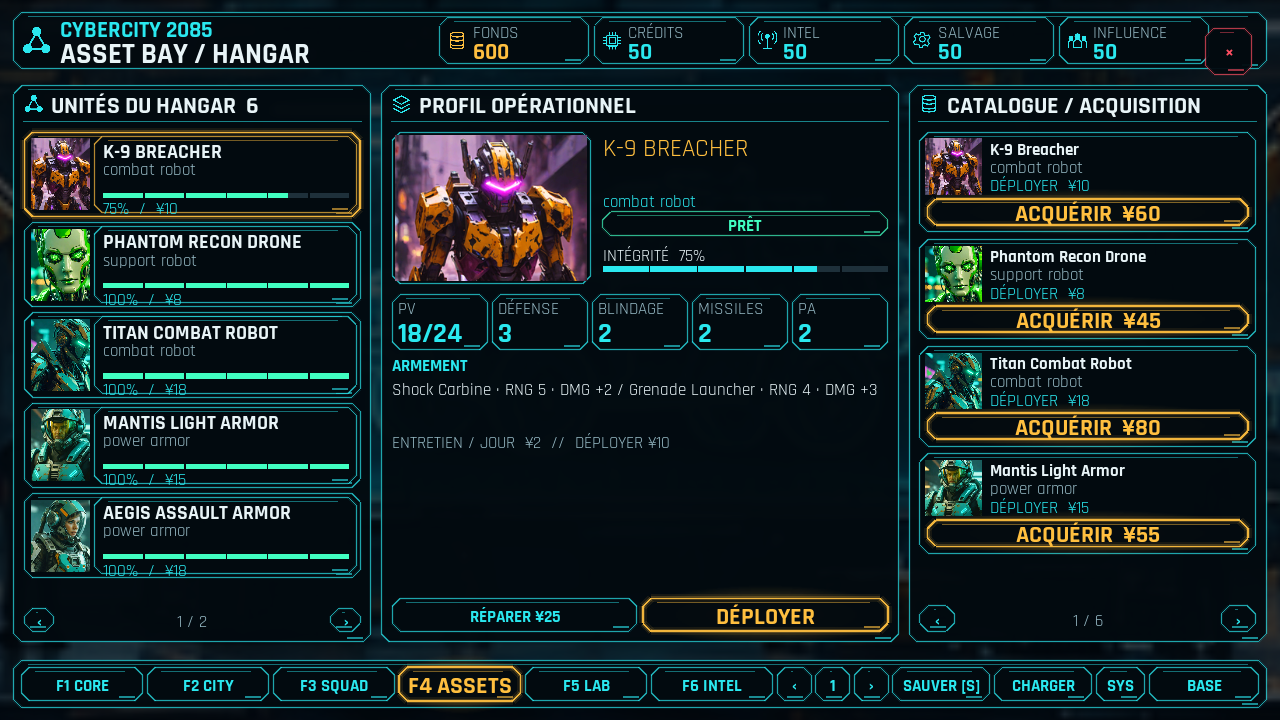 CYBERCITY 2085
ASSET BAY / HANGAR
FONDS
600
CRÉDITS
50
INTEL
50
SALVAGE
50
INFLUENCE
50
×
UNITÉS DU HANGAR 6
K-9 BREACHER
combat robot
75% / ¥10
PHANTOM RECON DRONE
support robot
100% / ¥8
TITAN COMBAT ROBOT
combat robot
100% / ¥18
MANTIS LIGHT ARMOR
power armor
100% / ¥15
AEGIS ASSAULT ARMOR
power armor
100% / ¥18
‹
1 / 2
›
PROFIL OPÉRATIONNEL
K-9 BREACHER
combat robot
PRÊT
INTÉGRITÉ 75%
PV
18/24
DÉFENSE
3
BLINDAGE
2
MISSILES
2
PA
2
ARMEMENT
Shock Carbine · RNG 5 · DMG +2 / Grenade Launcher · RNG 4 · DMG +3
ENTRETIEN / JOUR ¥2 // DÉPLOYER ¥10
RÉPARER ¥25
DÉPLOYER
CATALOGUE / ACQUISITION
K-9 Breacher
combat robot
DÉPLOYER ¥10
ACQUÉRIR ¥60
Phantom Recon Drone
support robot
DÉPLOYER ¥8
ACQUÉRIR ¥45
Titan Combat Robot
combat robot
DÉPLOYER ¥18
ACQUÉRIR ¥80
Mantis Light Armor
power armor
DÉPLOYER ¥15
ACQUÉRIR ¥55
‹
1 / 6
›
F1 CORE
F2 CITY
F3 SQUAD
F4 ASSETS
F5 LAB
F6 INTEL
‹
1
›
SAUVER [S]
CHARGER
SYS
BASE